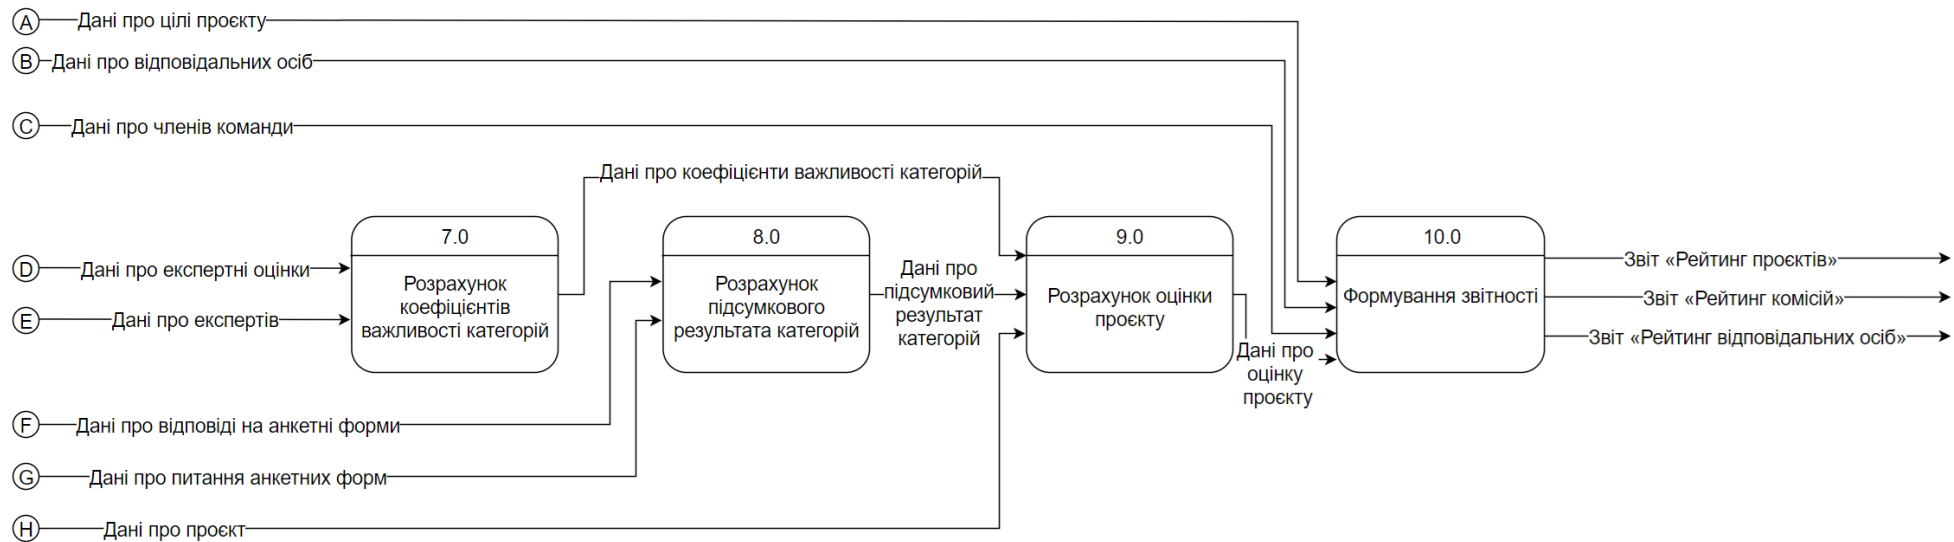 A
Дані про цілі проєкту
B
Дані про відповідальних осіб
C
Дані про членів команди
Дані про коефіцієнти важливості категорій
7.0
Розрахунок
коефіцієнтів
важливості категорій
8.0
Розрахунок
підсумкового
результата категорій
Дані про
підсумковий
результат
категорій
9.0
Розрахунок оцінки
проєкту
Дані про
оцінку
проєкту
10.0
Формування звітності
Звіт «Рейтинг проєктів»
Звіт «Рейтинг комісій»
Звіт «Рейтинг відповідальних осіб»
D
Дані про експертні оцінки
E
Дані про експертів
F
Дані про відповіді на анкетні форми
G
Дані про питання анкетних форм
H
Дані про проєкт